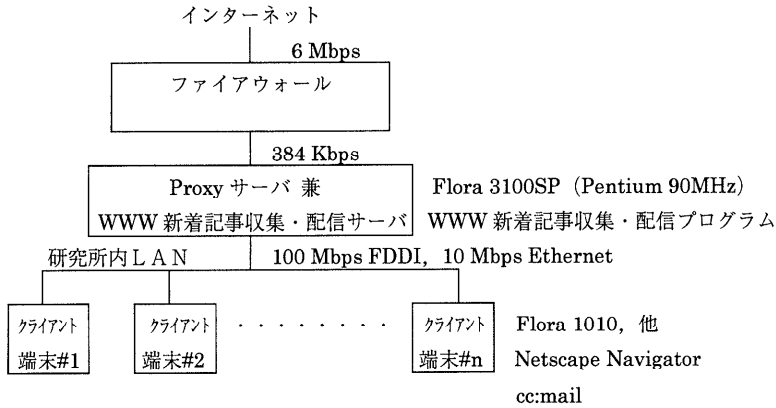 インターネット
6 Mbps
ファイアウォール
384 Kbps
Proxy サーバ 兼
WWW 新着記事収集・配信サーバ
Flora 3100SP（Pentium 90MHz）
WWW 新着記事収集・配信プログラム
研究所内LAN
100 Mbps FDDI，10 Mbps Ethernet
クライアント
端末#1
クライアント
端末#2
・・・・・・・・
クライアント
端末#n
Flora 1010，他
Netscape Navigator
cc:mail